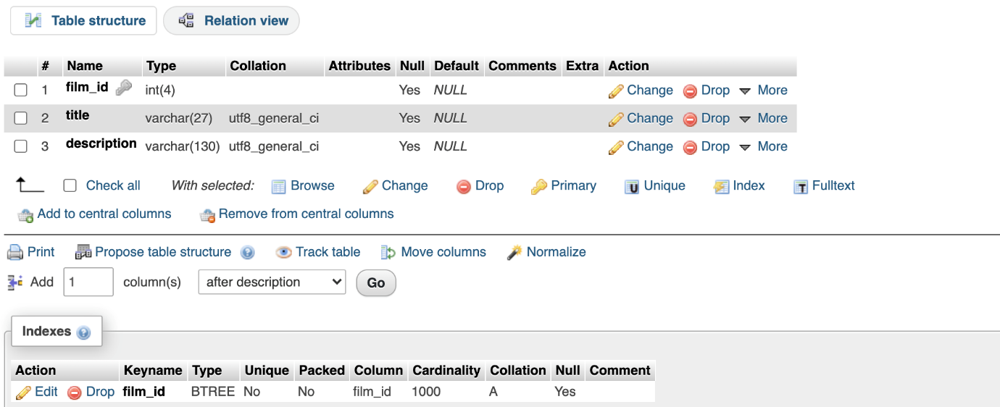 Table structure Relation view
# Name Type Collation Attributes Null Default Comments Extra Action
1 film_id int(4) Yes NULL Change Drop More
2 title varchar(27) utf8_general_ci Yes NULL Change Drop More
3 description varchar(130) utf8_general_ci Yes NULL Change Drop More
Check all With selected: Browse Change Drop Primary U Unique Index T Fulltext
Add to central columns Remove from central columns
Print Propose table structure ? Track table Move columns Normalize
Add 1 column(s) after description Go
Indexes ?
Action Keyname Type Unique Packed Column Cardinality Collation Null Comment
Edit Drop film_id BTREE No No film_id 1000 A Yes